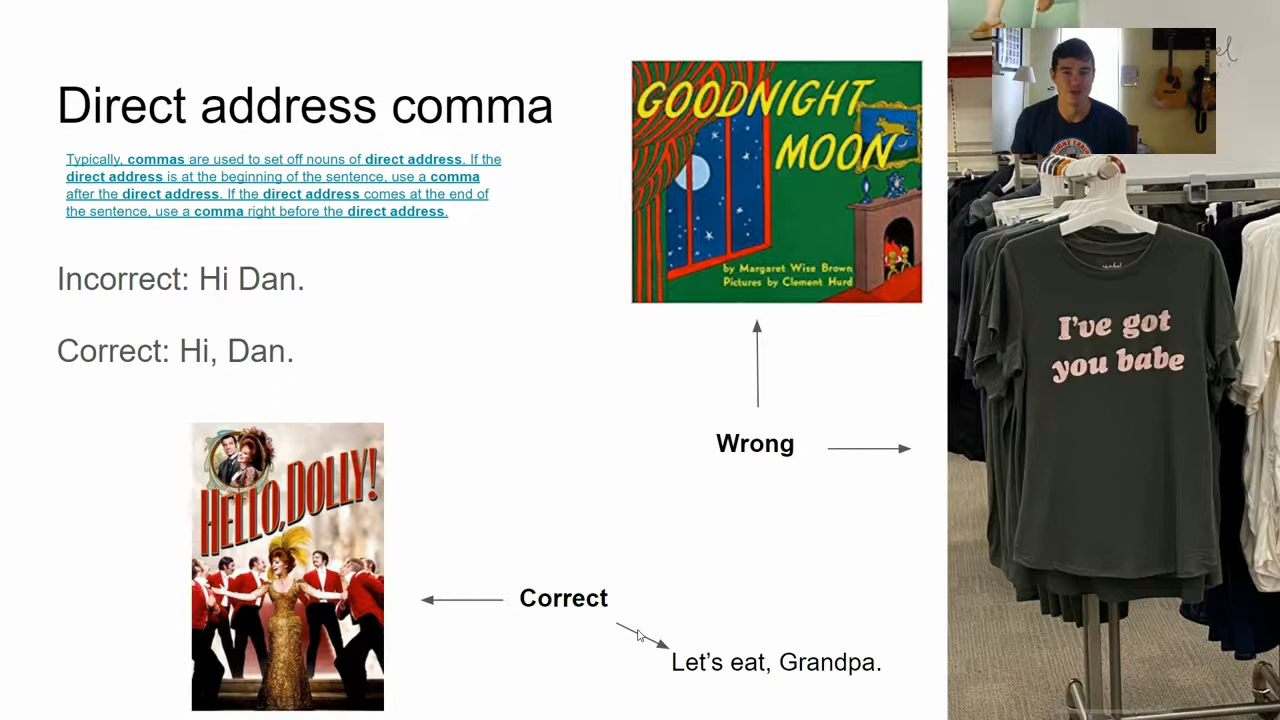 Direct address comma
Typically, commas are used to set off nouns of direct address. If the
direct address is at the beginning of the sentence, use a comma
after the direct address. If the direct address comes at the end of
the sentence, use a comma right before the direct address.
Incorrect: Hi Dan.
Correct: Hi, Dan.
GOODNIGHT
MOON
by Margaret Wise Brown
Pictures by Clement Hurd
Wrong
I've got
you babe
HELLO, DOLLY!
Correct
Let's eat, Grandpa.